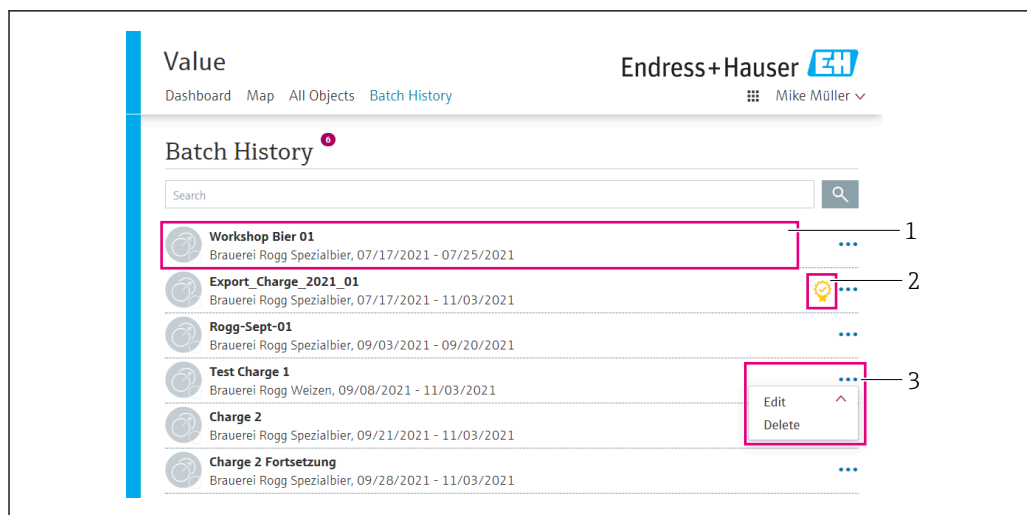 Value
Endress+Hauser EH
Dashboard Map All Objects Batch History
Mike Müller
Batch History 6
Search
Workshop Bier 01
Brauerei Rogg Spezialbier, 07/17/2021 - 07/25/2021
1
Export_Charge_2021_01
Brauerei Rogg Spezialbier, 07/17/2021 - 11/03/2021
2
Rogg-Sept-01
Brauerei Rogg Spezialbier, 09/03/2021 - 09/20/2021
Test Charge 1
Brauerei Rogg Weizen, 09/08/2021 - 11/03/2021
3
Edit
Delete
Charge 2
Brauerei Rogg Spezialbier, 09/21/2021 - 11/03/2021
Charge 2 Fortsetzung
Brauerei Rogg Spezialbier, 09/28/2021 - 11/03/2021